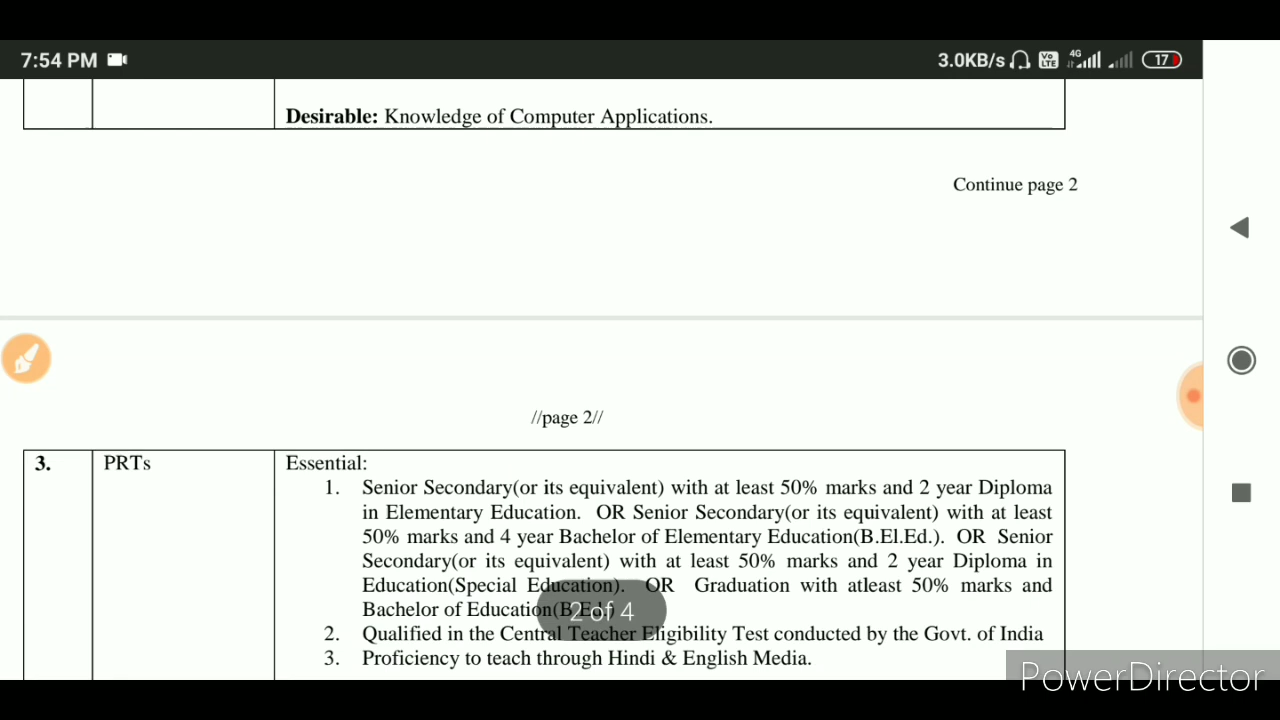 7:54 PM 3.0KB/s Vo LTE 4G 17
Desirable: Knowledge of Computer Applications.
Continue page 2
//page 2//
3. PRTs Essential:
1. Senior Secondary(or its equivalent) with at least 50% marks and 2 year Diploma
in Elementary Education. OR Senior Secondary(or its equivalent) with at least
50% marks and 4 year Bachelor of Elementary Education(B.El.Ed.). OR Senior
Secondary(or its equivalent) with at least 50% marks and 2 year Diploma in
Education(Special Education). OR Graduation with atleast 50% marks and
Bachelor of Education(B.Ed)
2 of 4
2. Qualified in the Central Teacher Eligibility Test conducted by the Govt. of India
3. Proficiency to teach through Hindi & English Media.
PowerDirector